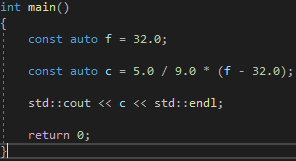 int main()
{
const auto f = 32.0;
const auto c = 5.0 / 9.0 * (f - 32.0);
std::cout << c << std::endl;
return 0;
}